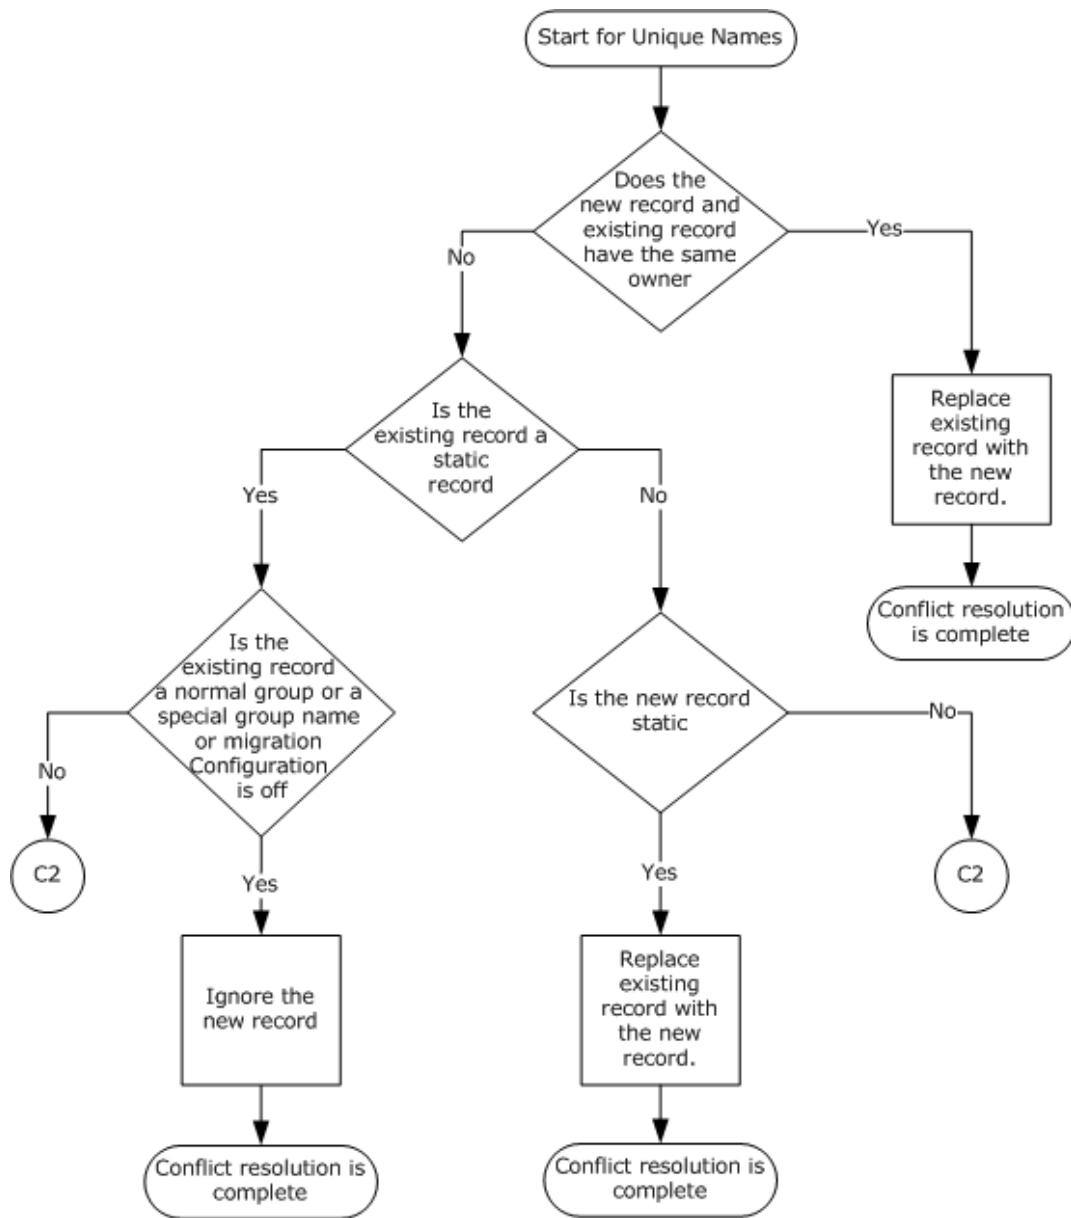 Start for Unique Names
Does the
new record and
existing record
have the same
owner
Yes
No
Replace
existing
record with
the new
record.
Is the
existing record a
static
record
Yes
No
Conflict resolution
is complete
Is the
existing record
a normal group or a
special group name
or migration
Configuration
is off
Is the new record
static
No
No
C2
C2
Yes
Yes
Ignore the
new record
Replace
existing
record with
the new
record.
Conflict resolution is
complete
Conflict resolution is
complete